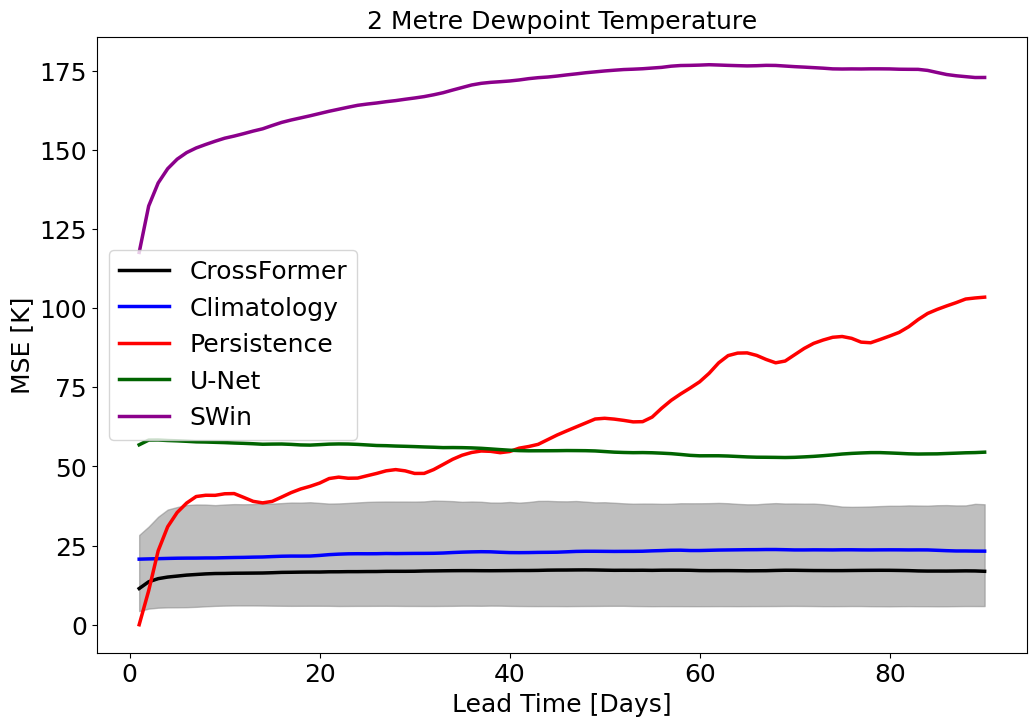 2 Metre Dewpoint Temperature
175
150
125
100
75
50
25
0
MSE [K]
CrossFormer
Climatology
Persistence
U-Net
SWin
0 20 40 60 80
Lead Time [Days]